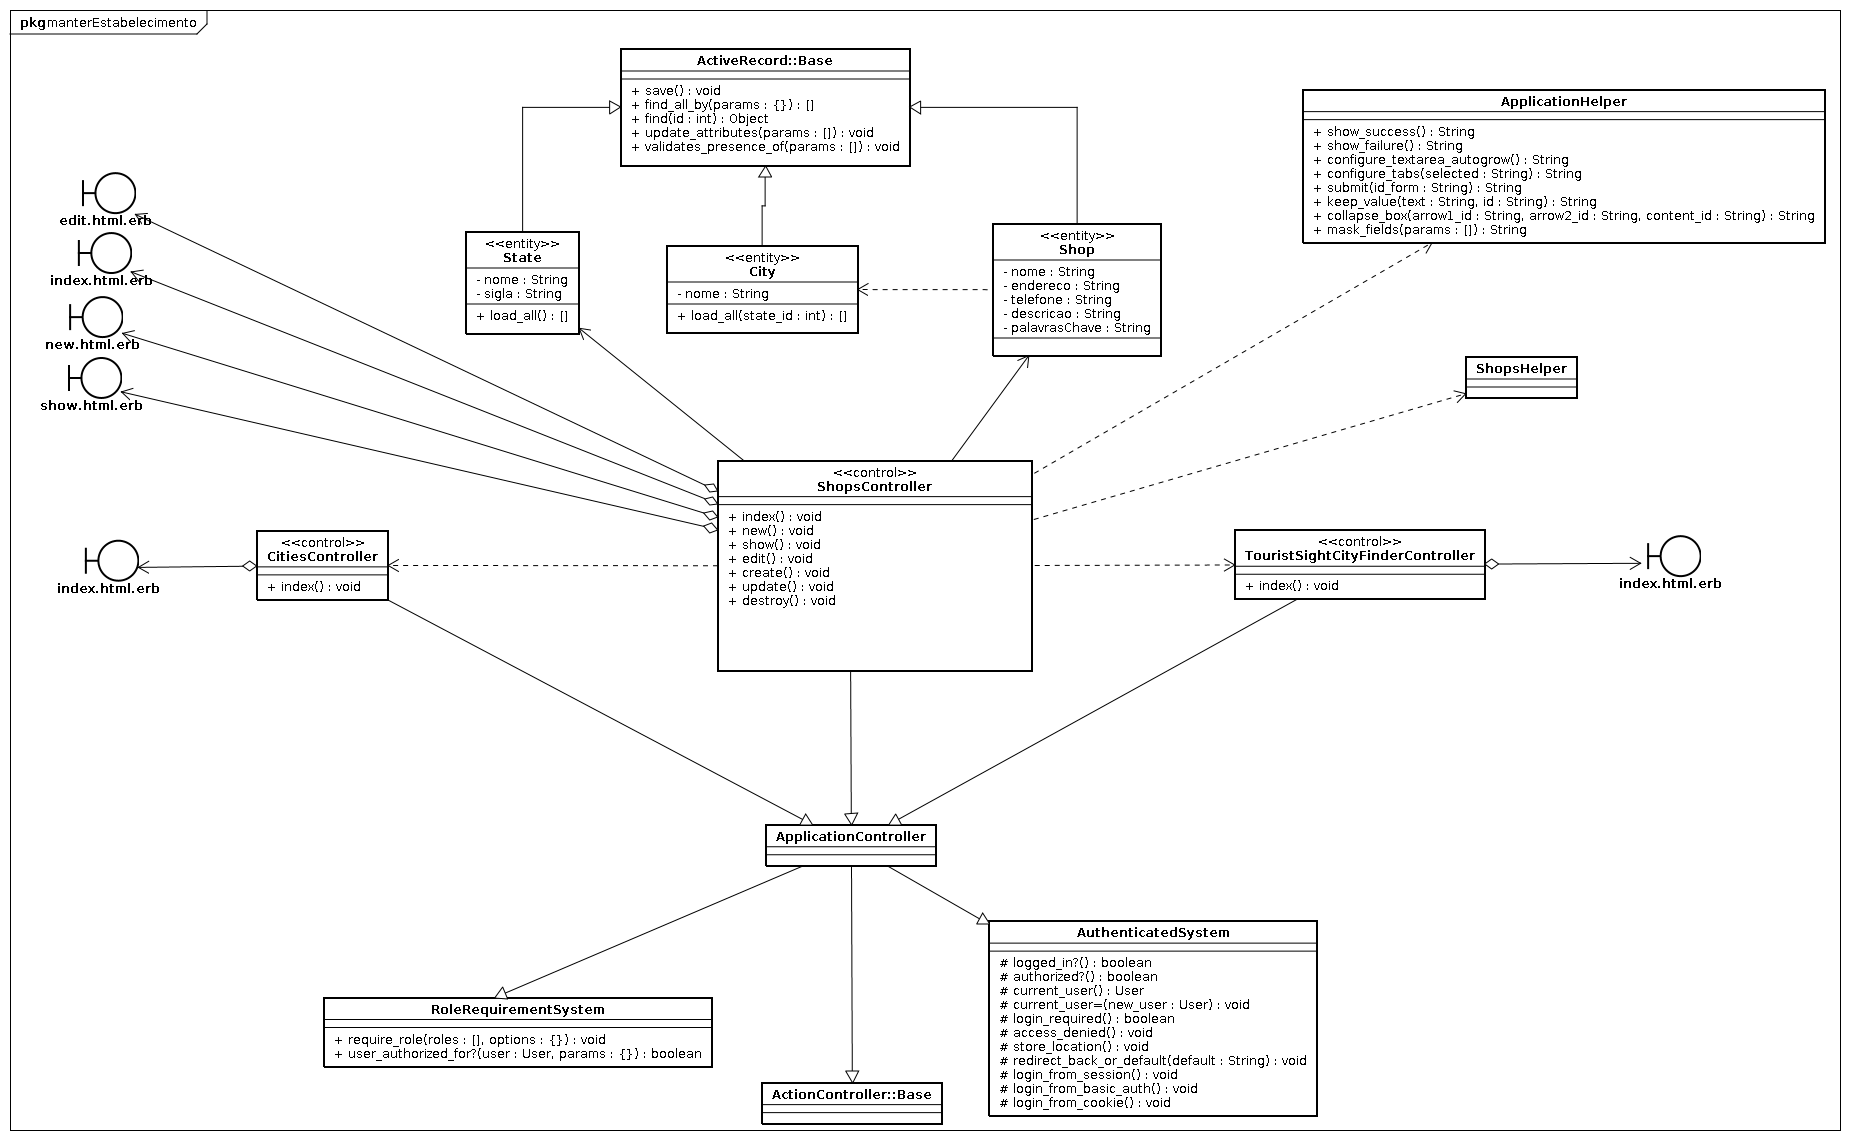 pkgmanterEstabelecimento
ActiveRecord::Base
+ save() : void
+ find_all_by(params : {}) : []
+ find(id : int) : Object
+ update_attributes(params : []) : void
+ validates_presence_of(params : []) : void
ApplicationHelper
+ show_success() : String
+ show_failure() : String
+ configure_textarea_autogrow() : String
+ configure_tabs(selected : String) : String
+ submit(id_form : String) : String
+ keep_value(text : String, id : String) : String
+ collapse_box(arrow1_id : String, arrow2_id : String, content_id : String) : String
+ mask_fields(params : []) : String
edit.html.erb
index.html.erb
new.html.erb
show.html.erb
<<entity>>
State
- nome : String
- sigla : String
+ load_all() : []
<<entity>>
City
- nome : String
+ load_all(state_id : int) : []
<<entity>>
Shop
- nome : String
- endereco : String
- telefone : String
- descricao : String
- palavrasChave : String
ShopsHelper
<<control>>
ShopsController
+ index() : void
+ new() : void
+ show() : void
+ edit() : void
+ create() : void
+ update() : void
+ destroy() : void
index.html.erb
<<control>>
CitiesController
+ index() : void
<<control>>
TouristSightCityFinderController
+ index() : void
index.html.erb
ApplicationController
RoleRequirementSystem
+ require_role(roles : [], options : {}) : void
+ user_authorized_for?(user : User, params : {}) : boolean
ActionController::Base
AuthenticatedSystem
# logged_in?() : boolean
# authorized?() : boolean
# current_user() : User
# current_user=(new_user : User) : void
# login_required() : boolean
# access_denied() : void
# store_location() : void
# redirect_back_or_default(default : String) : void
# login_from_session() : void
# login_from_basic_auth() : void
# login_from_cookie() : void